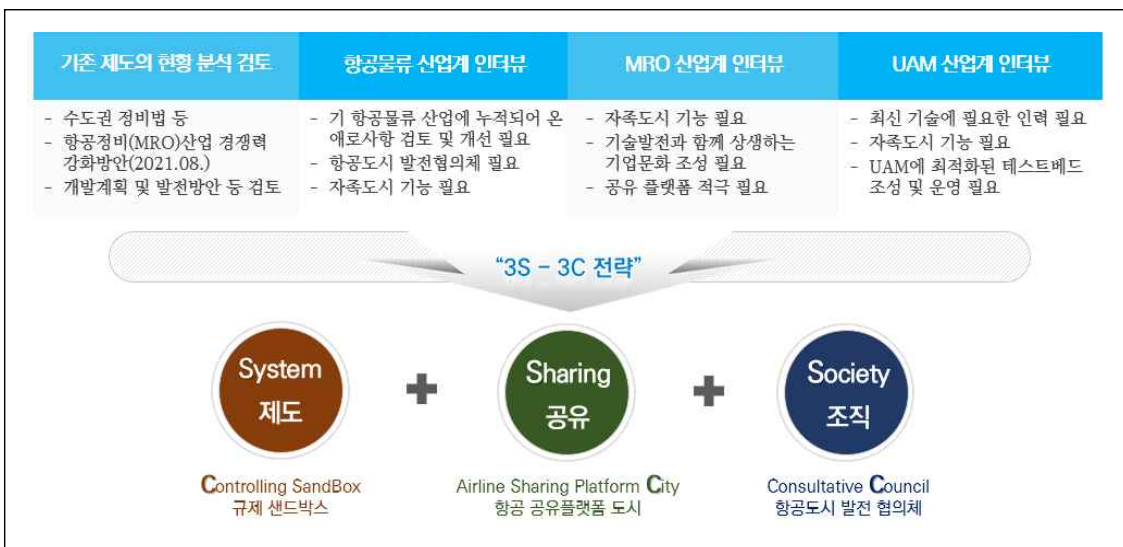 기존 제도의 현황 분석 검토
- 수도권 정비법 등
- 항공정비(MRO)산업 경쟁력
강화방안(2021.08.)
- 개발계획 및 발전방안 등 검토
항공물류 산업계 인터뷰
- 기 항공물류 산업에 누적되어 온
애로사항 검토 및 개선 필요
- 항공도시 발전협의체 필요
- 자족도시 기능 필요
MRO 산업계 인터뷰
- 자족도시 기능 필요
- 기술발전과 함께 상생하는
기업문화 조성 필요
- 공유 플랫폼 적극 필요
UAM 산업계 인터뷰
- 최신 기술에 필요한 인력 필요
- 자족도시 기능 필요
- UAM에 최적화된 테스트베드
조성 및 운영 필요
“3S – 3C 전략”
System
제도
+
Sharing
공유
+
Society
조직
Controlling SandBox
규제 샌드박스
Airline Sharing Platform City
항공 공유플랫폼 도시
Consultative Council
항공도시 발전 협의체